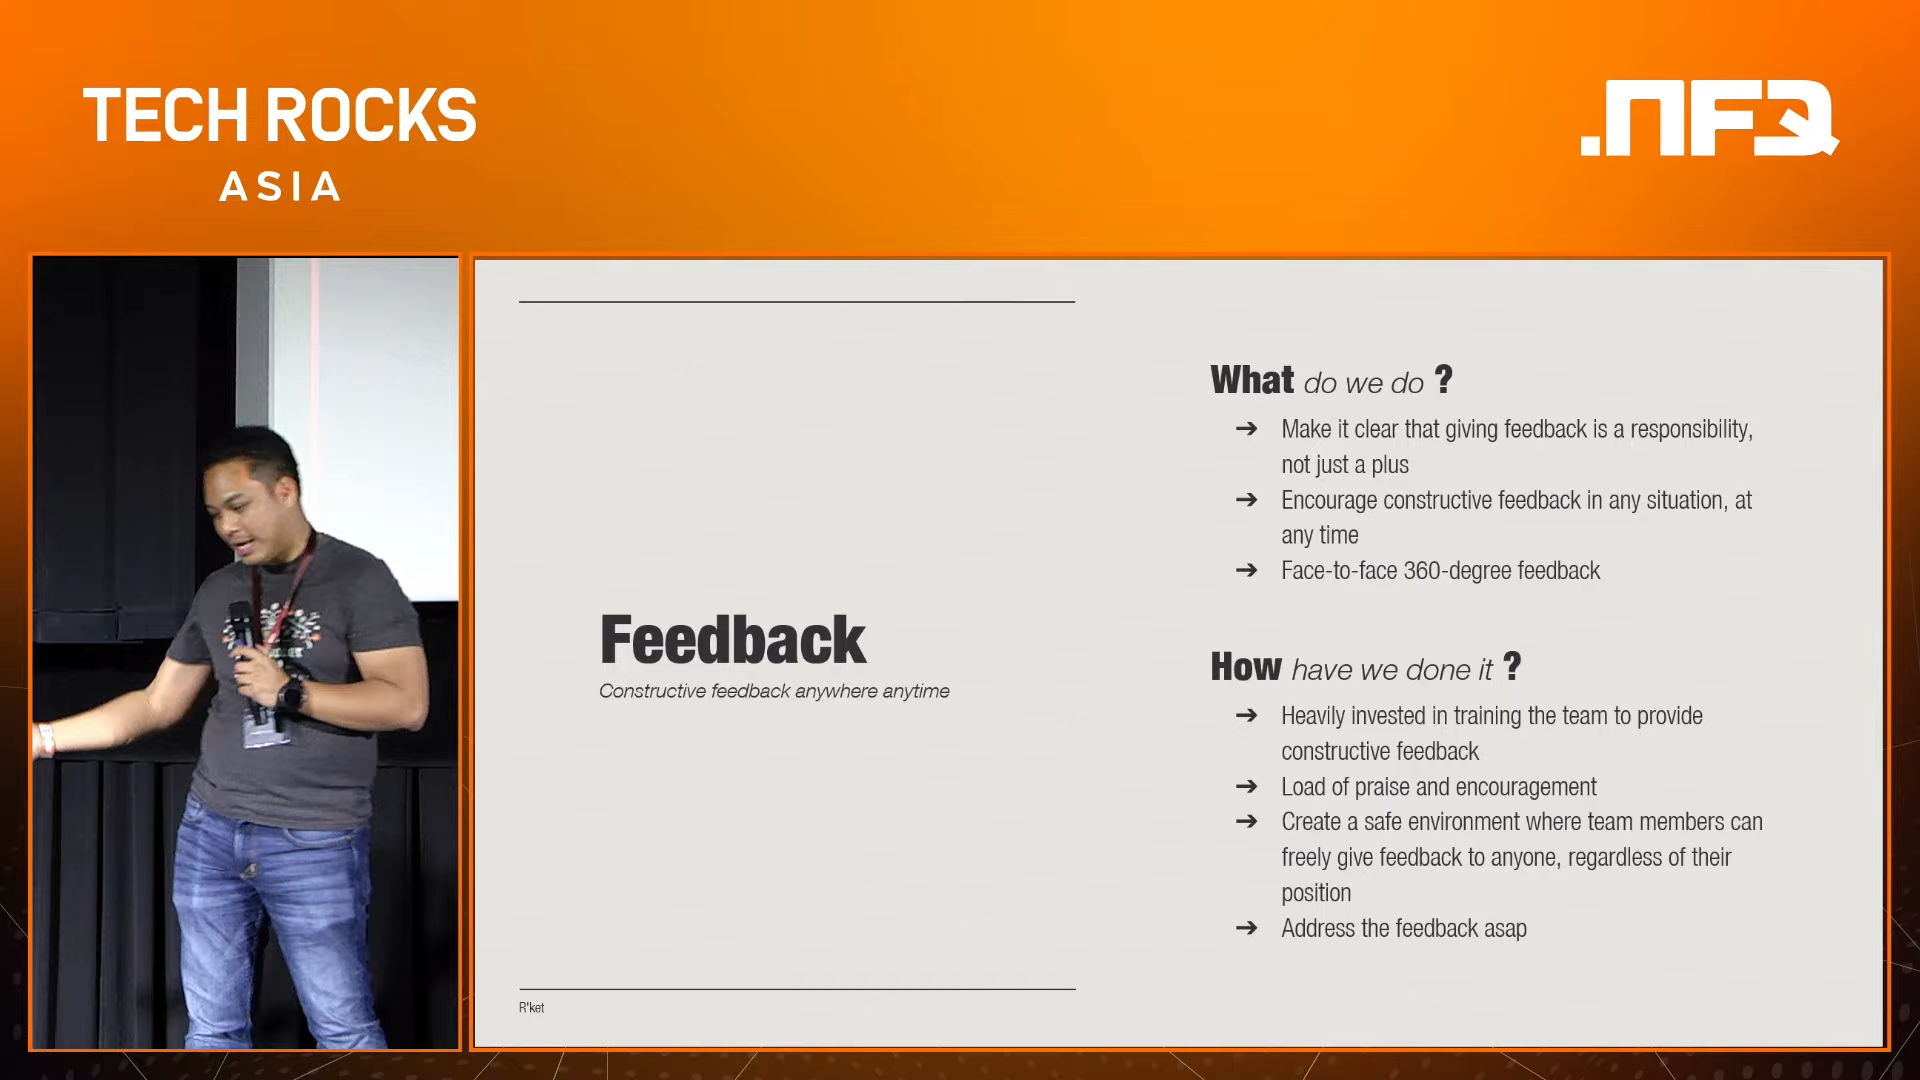 TECH ROCKS
ASIA
.NFQ
What do we do ?
➔ Make it clear that giving feedback is a responsibility,
not just a plus
➔ Encourage constructive feedback in any situation, at
any time
➔ Face-to-face 360-degree feedback
Feedback
Constructive feedback anywhere anytime
How have we done it ?
➔ Heavily invested in training the team to provide
constructive feedback
➔ Load of praise and encouragement
➔ Create a safe environment where team members can
freely give feedback to anyone, regardless of their
position
➔ Address the feedback asap
R'ket